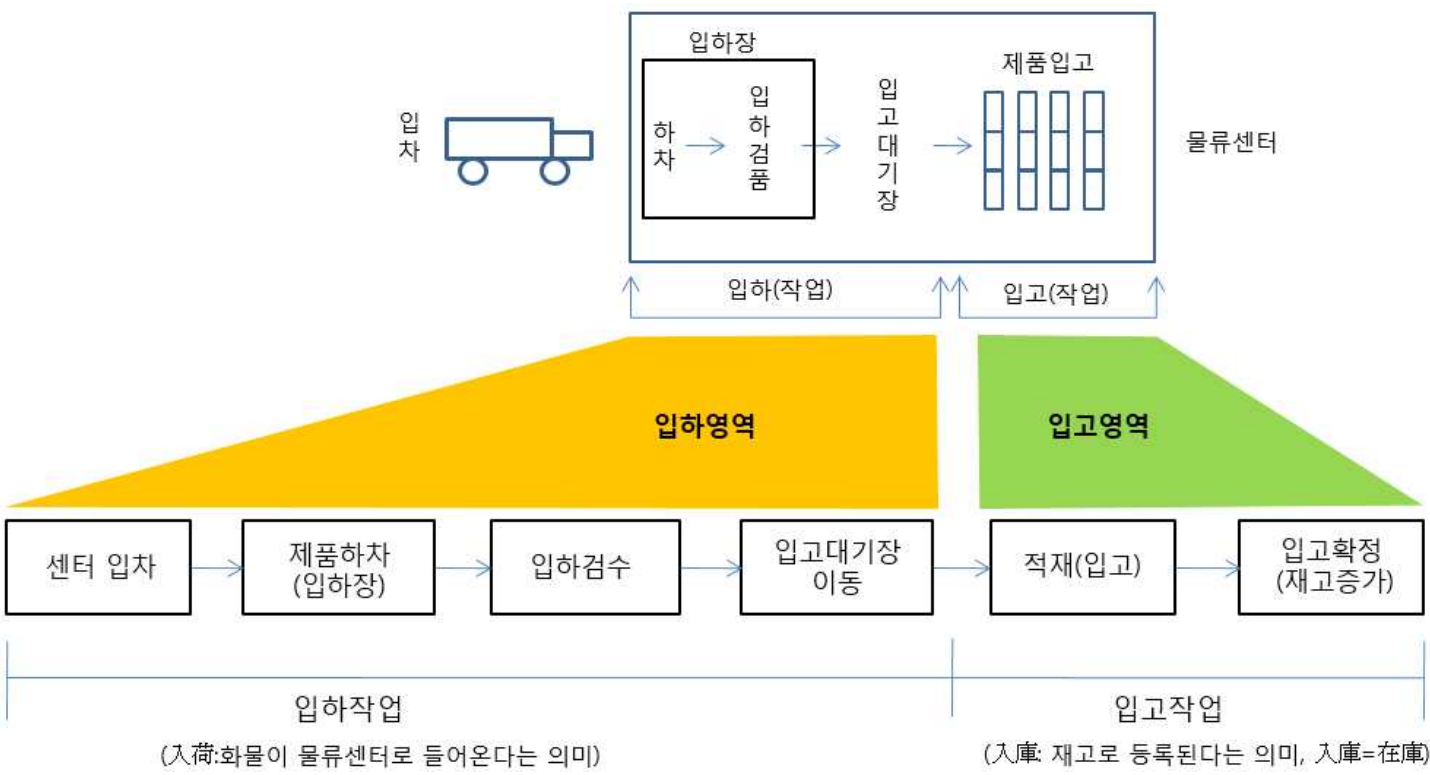 입하장
제품입고
입차
하차
입하검품
입고대기장
물류센터
입하(작업)
입고(작업)
입하영역
입고영역
센터 입차
제품하차
(입하장)
입하검수
입고대기장
이동
적재(입고)
입고확정
(재고증가)
입하작업
입고작업
(入荷:화물이 물류센터로 들어온다는 의미)
(入庫: 재고로 등록된다는 의미, 入庫=在庫)